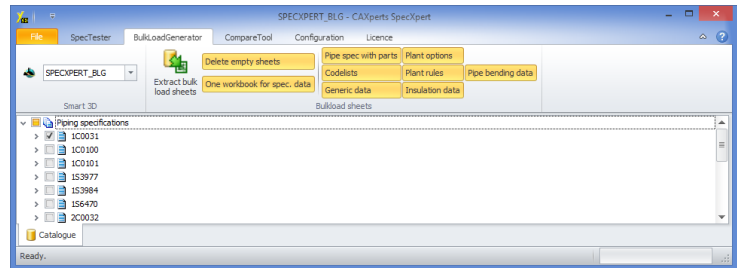 SPECXPERT_BLG - CAXperts SpecXpert
File SpecTester BulkLoadGenerator CompareTool Configuration Licence
SPECXPERT_BLG
Smart 3D
Extract bulk
load sheets
Delete empty sheets
One workbook for spec. data
Pipe spec with parts Plant options
Codelists Plant rules Pipe bending data
Generic data Insulation data
Bulkload sheets
Piping specifications
1C0031
1C0100
1C0101
1S3977
1S3984
1S6470
2C0032
Catalogue
Ready.